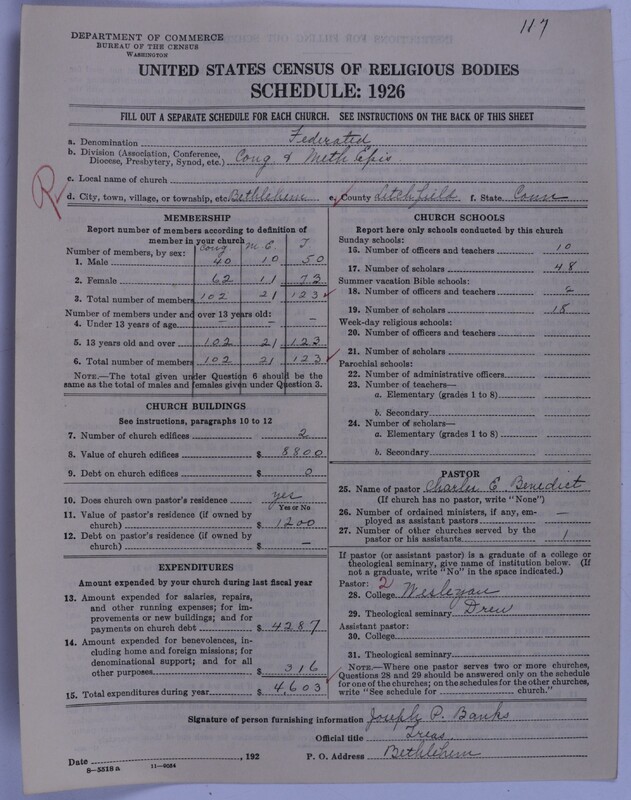 117
DEPARTMENT OF COMMERCE
BUREAU OF THE CENSUS
WASHINGTON
UNITED STATES CENSUS OF RELIGIOUS BODIES
SCHEDULE: 1926
FILL OUT A SEPARATE SCHEDULE FOR EACH CHURCH. SEE INSTRUCTIONS ON THE BACK OF THIS SHEET
a. Denomination Federated
b. Division (Association, Conference, Diocese, Presbytery, Synod, etc.) Cong. & Meth Epis
c. Local name of church
R
d. City, town, village, or township, etc. Bethlehem e. County Litchfield f. State Conn
MEMBERSHIP
Report number of members according to definition of
member in your church
Number of members, by sex: Cong M. E. T
1. Male 40 10 50
2. Female 62 11 73
3. Total number of members 102 21 123
Number of members under and over 13 years old:
4. Under 13 years of age — — —
5. 13 years old and over 102 21 123
6. Total number of members 102 21 123
NOTE.—The total given under Question 6 should be the
same as the total of males and females given under Question 3.
CHURCH BUILDINGS
See instructions, paragraphs 10 to 12
7. Number of church edifices 2
8. Value of church edifices $ 8800
9. Debt on church edifices $ 0
10. Does church own pastor's residence yes
Yes or No
11. Value of pastor's residence (if owned by
church) $ 1200
12. Debt on pastor's residence (if owned by
church) $ —
EXPENDITURES
Amount expended by your church during last fiscal year
13. Amount expended for salaries, repairs,
and other running expenses; for im-
provements or new buildings; and for
payments on church debt $ 4287
14. Amount expended for benevolences, in-
cluding home and foreign missions; for
denominational support; and for all
other purposes $ 316
15. Total expenditures during year $ 4,603
CHURCH SCHOOLS
Report here only schools conducted by this church
Sunday schools:
16. Number of officers and teachers 10
17. Number of scholars 48
Summer vacation Bible schools:
18. Number of officers and teachers
19. Number of scholars 18
Week-day religious schools:
20. Number of officers and teachers
21. Number of scholars
Parochial schools:
22. Number of administrative officers
23. Number of teachers—
a. Elementary (grades 1 to 8)
b. Secondary
24. Number of scholars—
a. Elementary (grades 1 to 8)
b. Secondary
PASTOR
25. Name of pastor Charles E. Benedict
(If church has no pastor, write "None")
26. Number of ordained ministers, if any, em-
ployed as assistant pastors —
27. Number of other churches served by the
pastor or his assistants 1
If pastor (or assistant pastor) is a graduate of a college or
theological seminary, give name of institution below. (If
not a graduate, write "No" in the space indicated.)
Pastor: 2
28. College Wesleyan
29. Theological seminary Drew
Assistant pastor:
30. College
31. Theological seminary
NOTE.—Where one pastor serves two or more churches,
Questions 28 and 29 should be answered only on the schedule
for one of the churches; on the schedules for the other churches,
write "See schedule for church."
Signature of person furnishing information Joseph P. Banks
Official title Treas.
Date , 192 P. O. Address Bethlehem
8-5518 a 11-9054